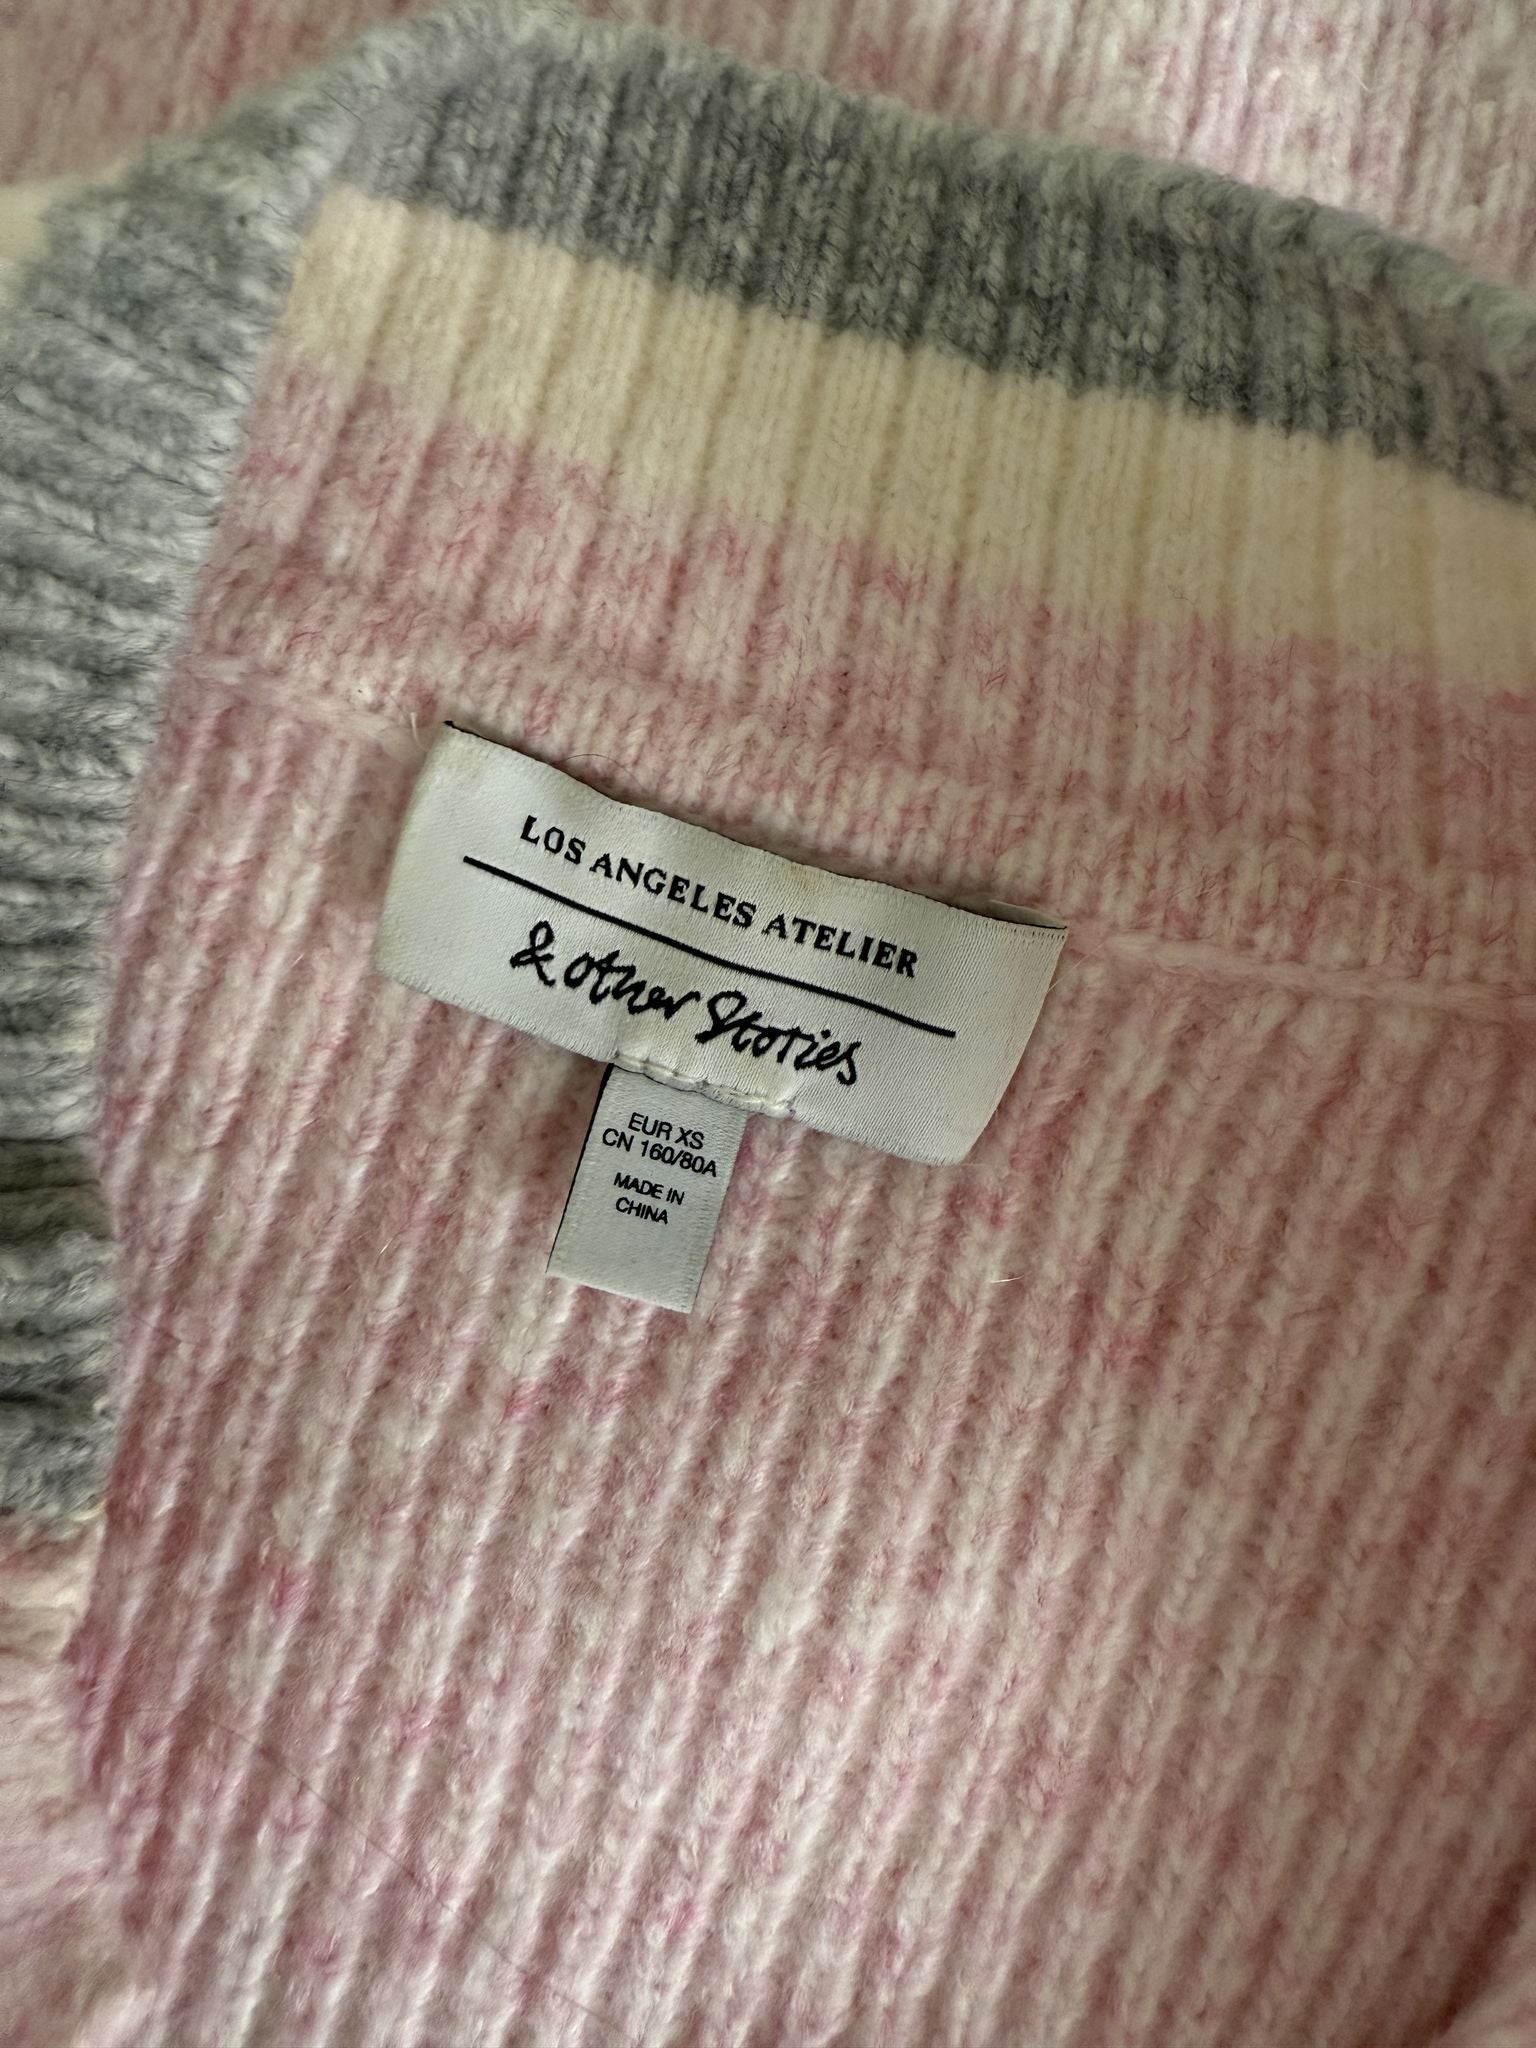 LOS ANGELES ATELIER
& other Stories
EUR XS
CN 160/80A
MADE IN
CHINA